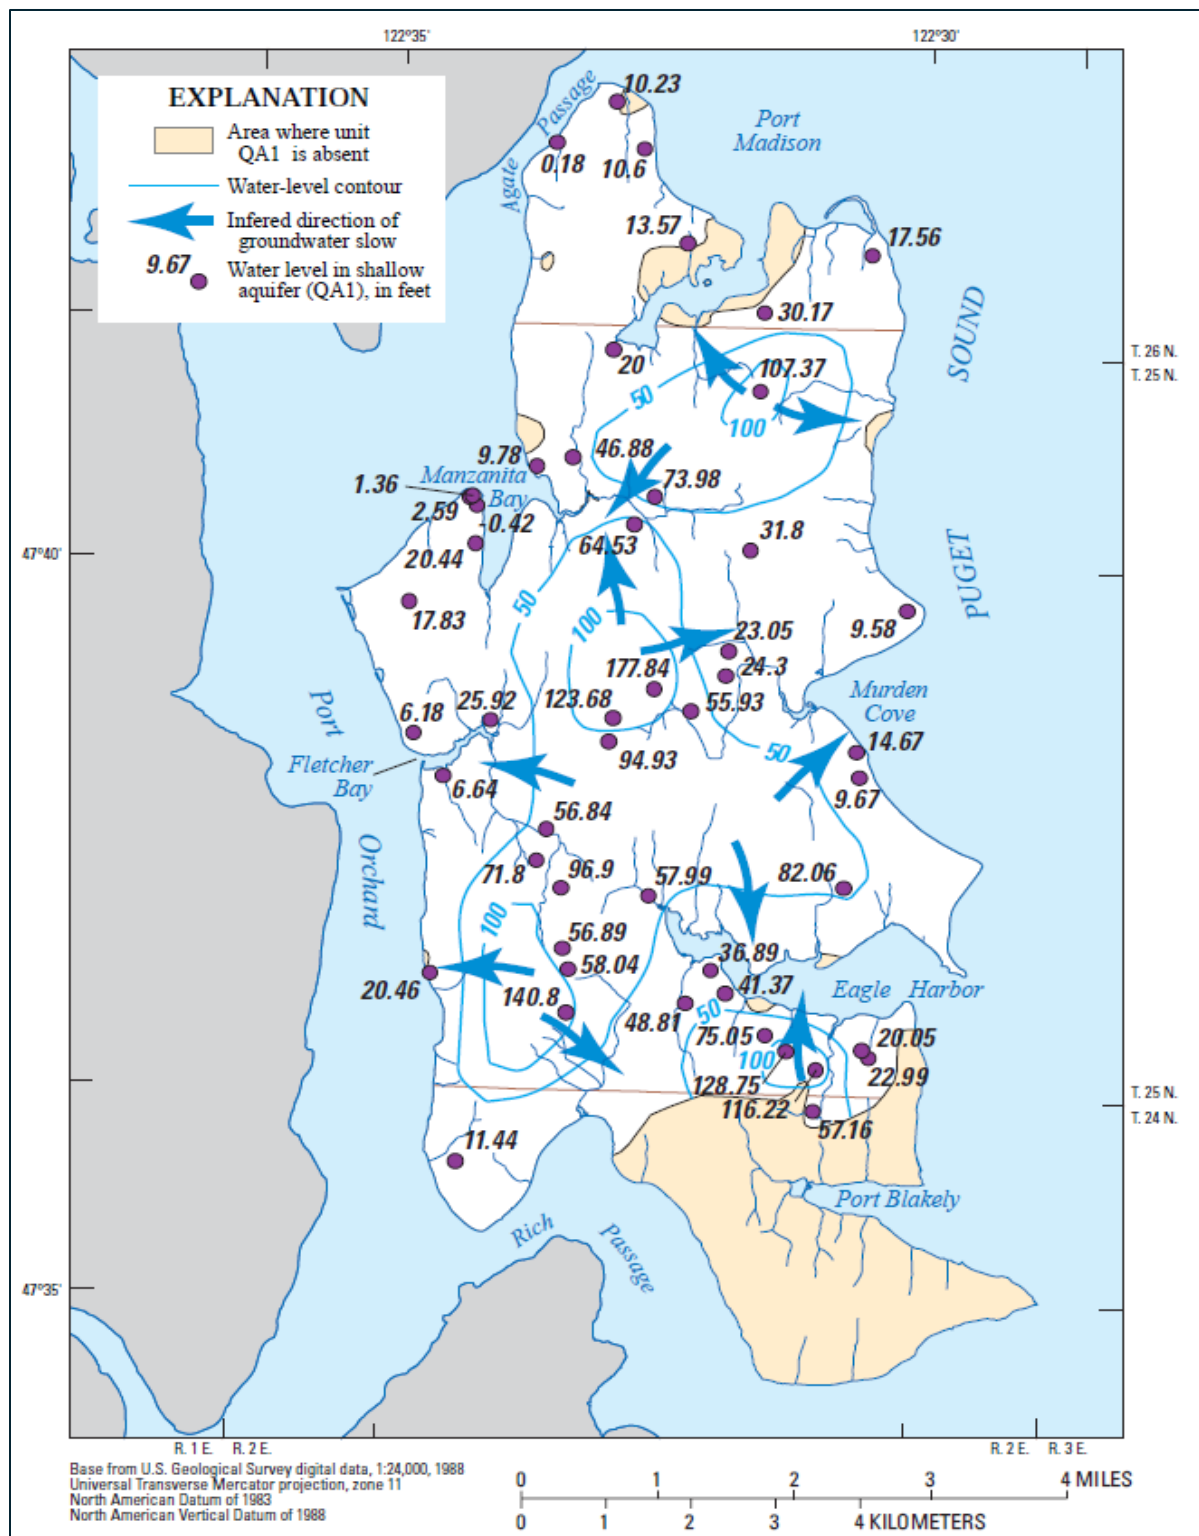 122°35'
122°30'
EXPLANATION
Area where unit
QA1 is absent
Water-level contour
Infered direction of
groundwater slow
9.67
Water level in shallow
aquifer (QA1), in feet
10.23
Agate Passage
0.18
10.6
Port
Madison
13.57
17.56
30.17
SOUND
T. 26 N.
T. 25 N.
20
107.37
50
100
9.78
46.88
73.98
Manzanita
Bay
1.36
2.59
-0.42
64.53
31.8
PUGET
47°40'
20.44
50
17.83
100
23.05
9.58
24.3
177.84
Murden
Cove
Port
6.18
25.92
123.68
55.93
14.67
50
94.93
Fletcher
Bay
6.64
9.67
56.84
Orchard
71.8
96.9
57.99
82.06
100
56.89
58.04
36.89
20.46
140.8
41.37
Eagle Harbor
48.81
50
75.05
20.05
100
22.99
128.75
116.22
T. 25 N.
T. 24 N.
57.16
11.44
Port Blakely
Rich Passage
47°35'
R. 1 E. R. 2 E.
R. 2 E. R. 3 E.
Base from U.S. Geological Survey digital data, 1:24,000, 1988
Universal Transverse Mercator projection, zone 11
North American Datum of 1983
North American Vertical Datum of 1988
0 1 2 3 4 MILES
0 1 2 3 4 KILOMETERS